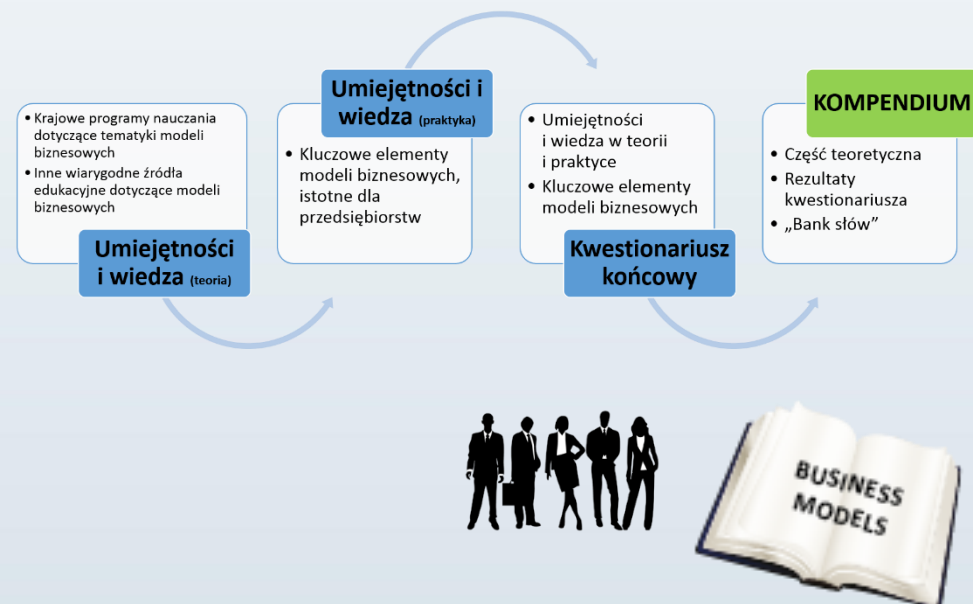 • Krajowe programy nauczania
dotyczące tematyki modeli
biznesowych
• Inne wiarygodne źródła
edukacyjne dotyczące modeli
biznesowych
Umiejętności
i wiedza (teoria)
Umiejętności i
wiedza (praktyka)
• Kluczowe elementy
modeli biznesowych,
istotne dla
przedsiębiorstw
• Umiejętności
i wiedza w teorii
i praktyce
• Kluczowe elementy
modeli biznesowych
Kwestionariusz
końcowy
KOMPENDIUM
• Część teoretyczna
• Rezultaty
kwestionariusza
• „Bank słów”
BUSINESS
MODELS